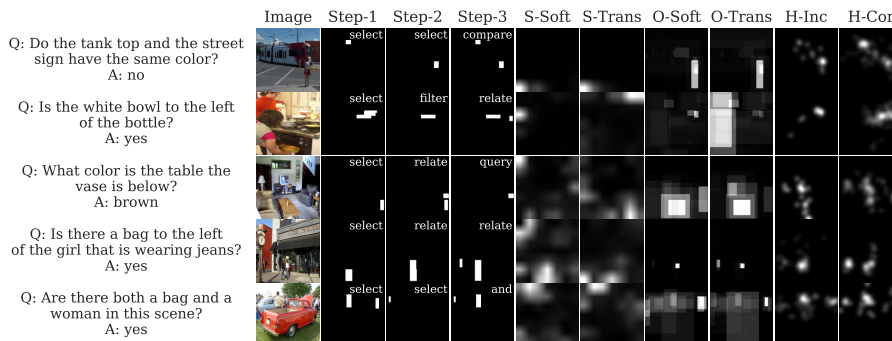 Image Step-1 Step-2 Step-3 S-Soft S-Trans O-Soft O-Trans H-Inc H-Cor
Q: Do the tank top and the street
sign have the same color?
A: no
select select compare
Q: Is the white bowl to the left
of the bottle?
A: yes
select filter relate
Q: What color is the table the
vase is below?
A: brown
select relate query
Q: Is there a bag to the left
of the girl that is wearing jeans?
A: yes
select relate relate
Q: Are there both a bag and a
woman in this scene?
A: yes
select select and